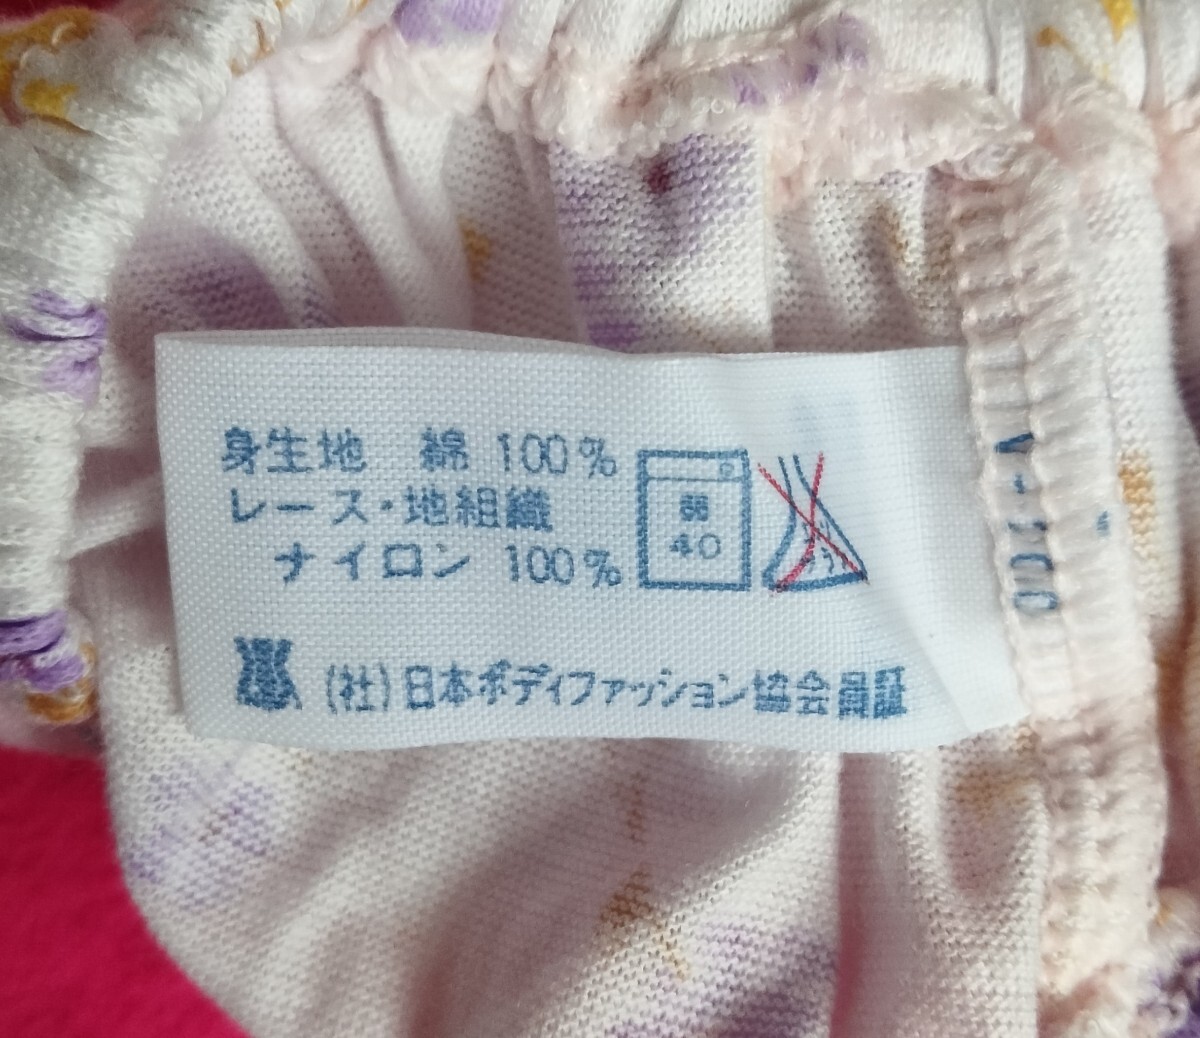 身生地 綿 100%
レース・地組織
ナイロン 100%
弱
40
(社)日本ボディファッション協会員証